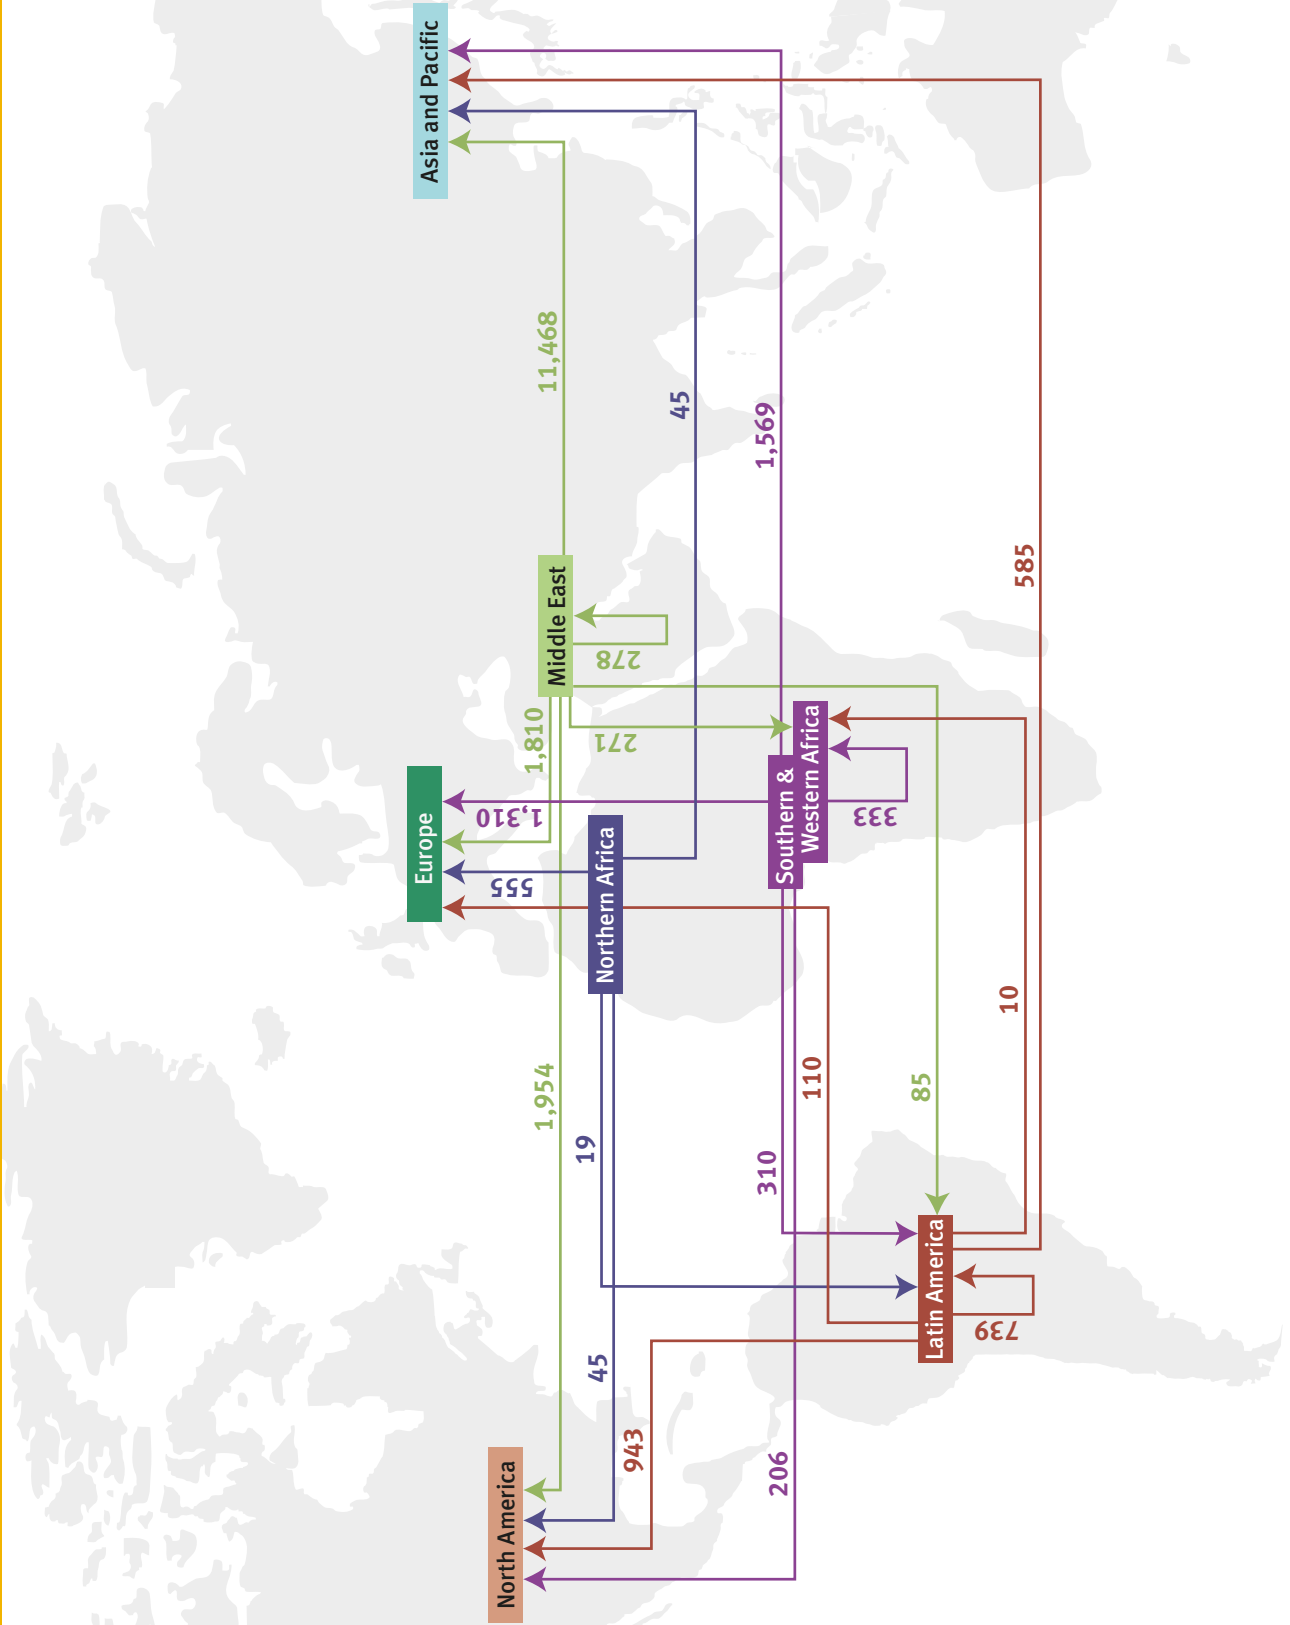 North America
Europe
Asia and Pacific
Middle East
Northern Africa
Southern &
Western Africa
Latin America
1,954
1,810
11,468
278
271
85
555
45
19
45
1,310
1,569
333
310
206
943
110
739
10
585